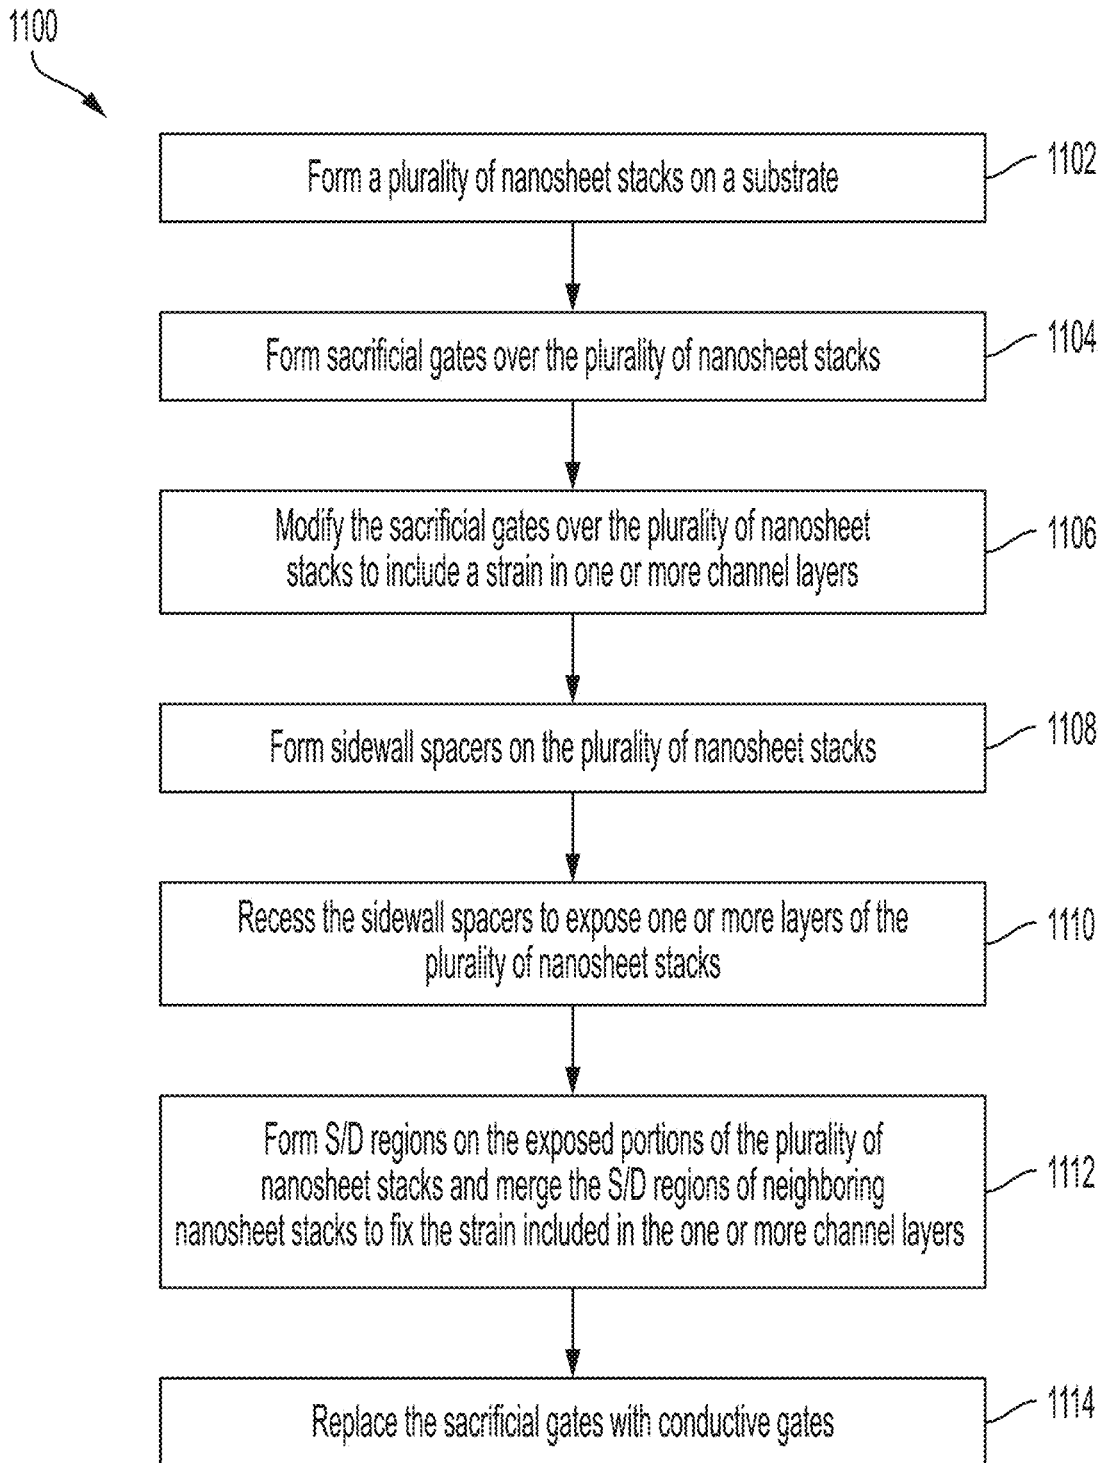 1100
Form a plurality of nanosheet stacks on a substrate
1102
Form sacrificial gates over the plurality of nanosheet stacks
1104
Modify the sacrificial gates over the plurality of nanosheet
stacks to include a strain in one or more channel layers
1106
Form sidewall spacers on the plurality of nanosheet stacks
1108
Recess the sidewall spacers to expose one or more layers of the
plurality of nanosheet stacks
1110
Form S/D regions on the exposed portions of the plurality of
nanosheet stacks and merge the S/D regions of neighboring
nanosheet stacks to fix the strain included in the one or more channel layers
1112
Replace the sacrificial gates with conductive gates
1114